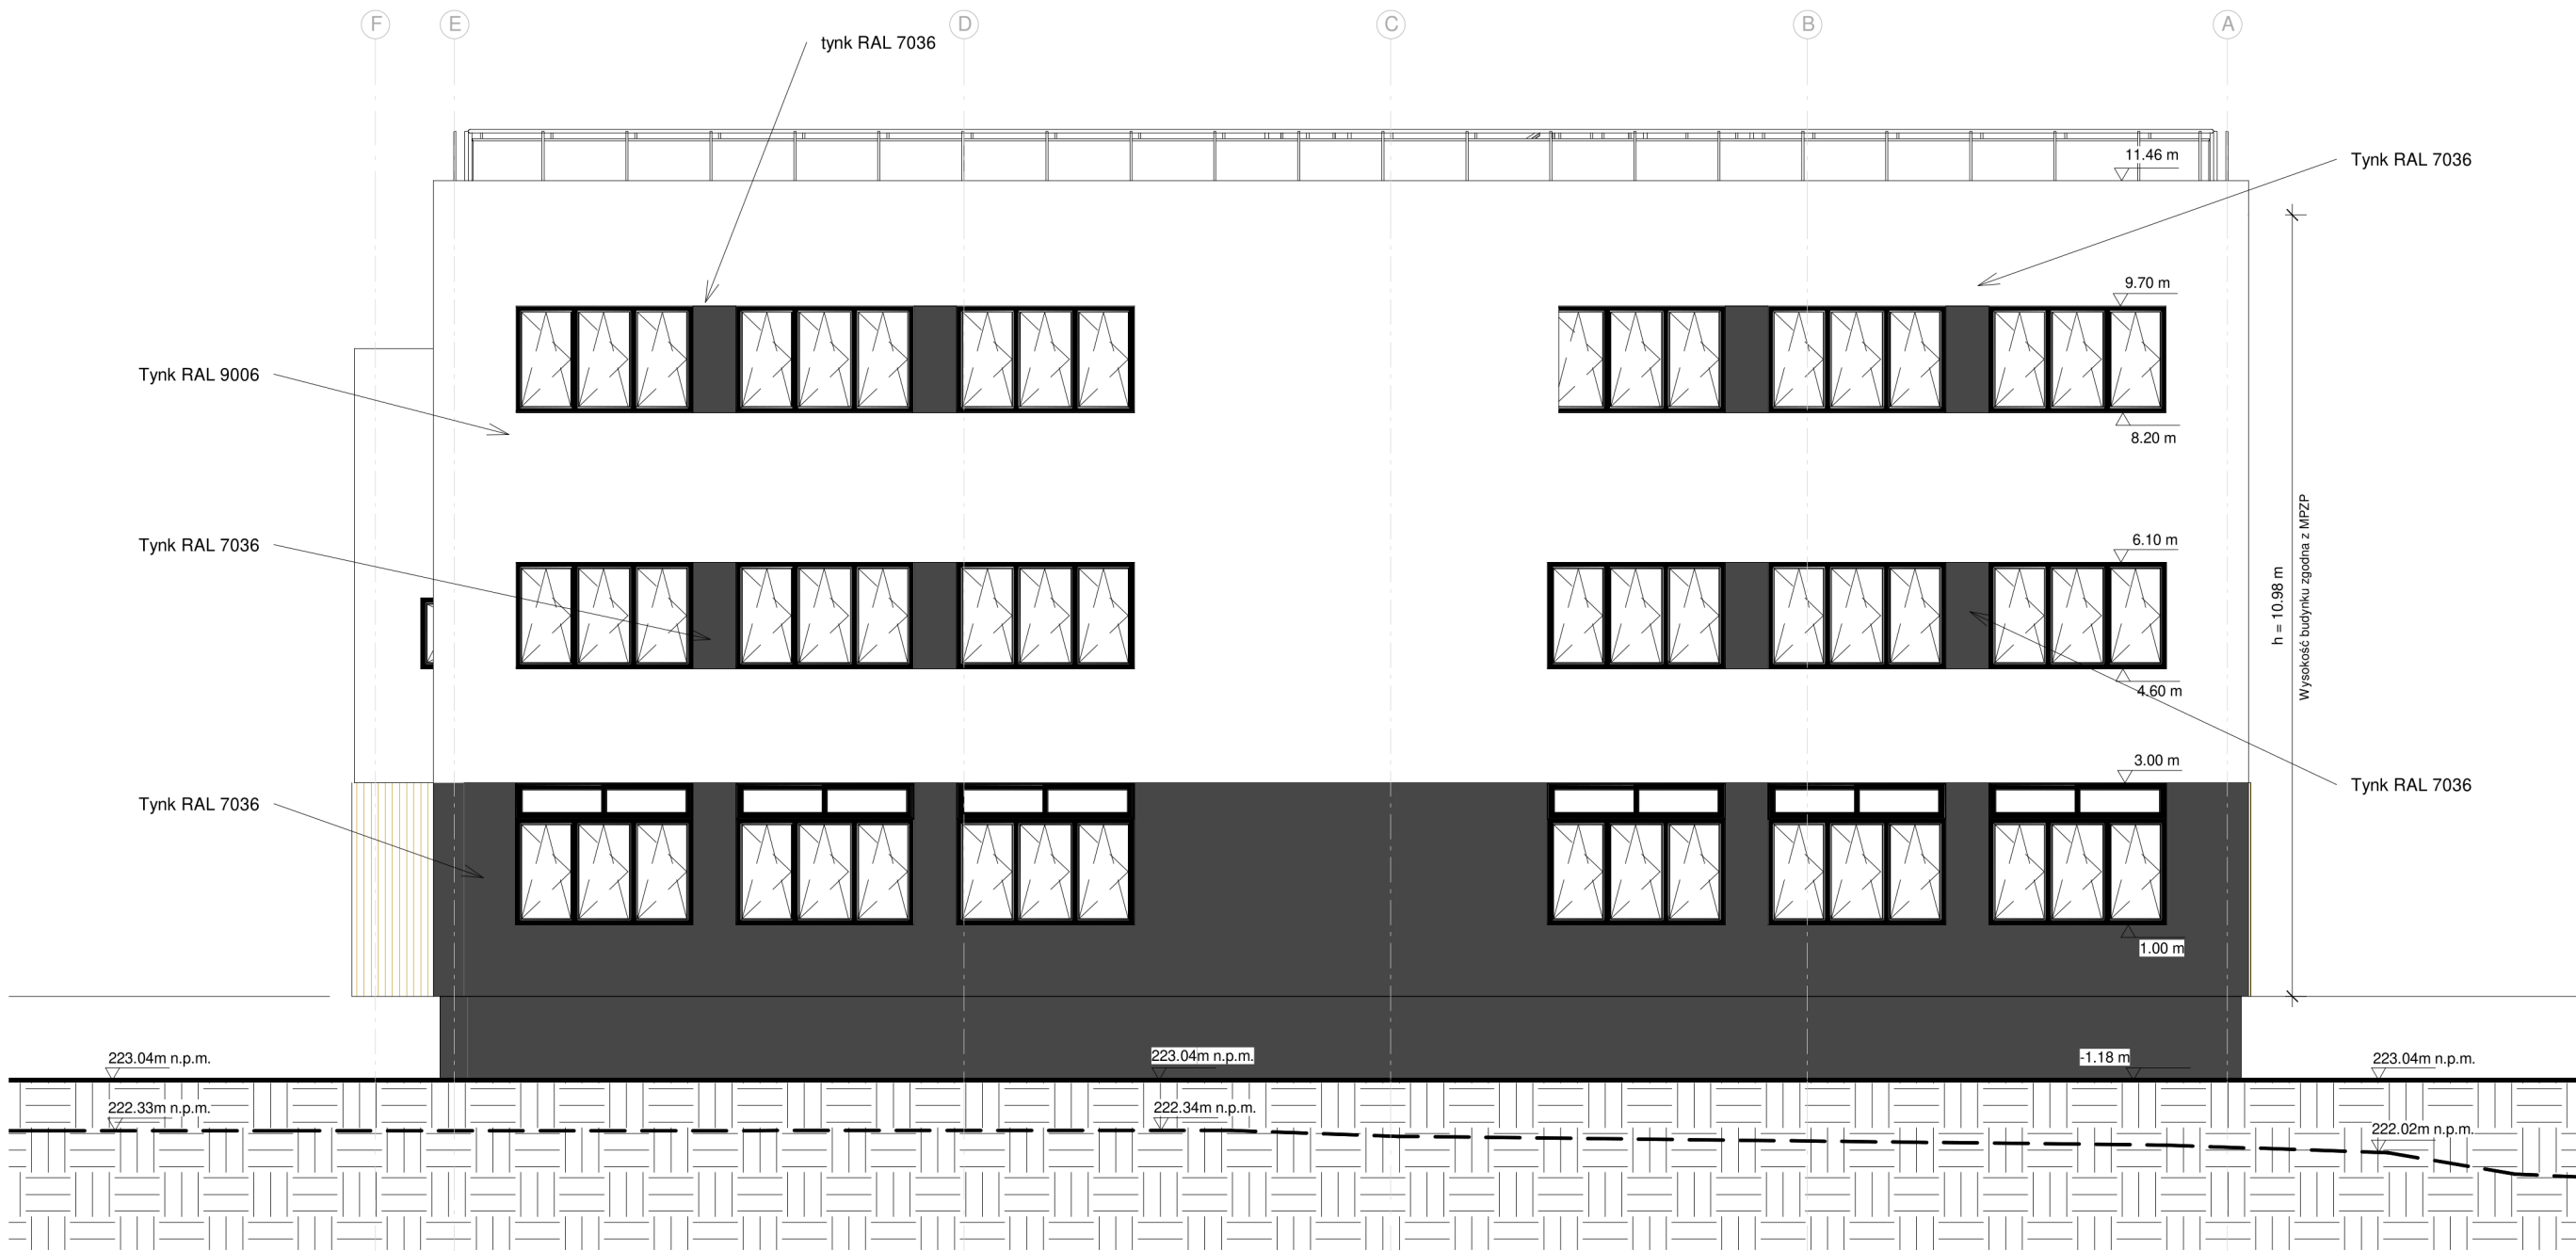 F
E
D
C
B
A
tynk RAL 7036
11.46 m
Tynk RAL 7036
9.70 m
Tynk RAL 9006
8.20 m
6.10 m
Tynk RAL 7036
h = 10.98 m
Wysokość budynku zgodna z MPZP
4.60 m
3.00 m
Tynk RAL 7036
Tynk RAL 7036
1.00 m
223.04m n.p.m.
223.04m n.p.m.
-1.18 m
223.04m n.p.m.
222.33m n.p.m.
222.34m n.p.m.
222.02m n.p.m.